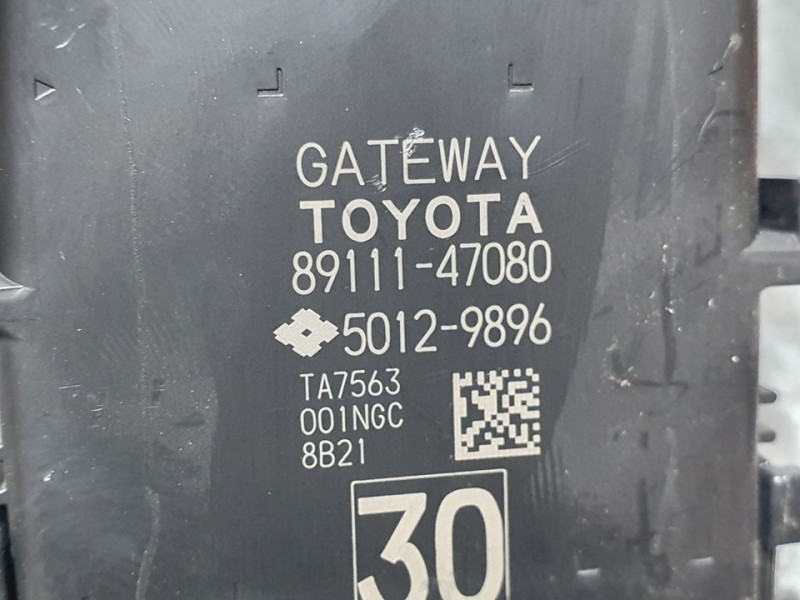 GATEWAY
TOYOTA
89111-47080
5012-9896
TA7563
001NGC
8B21
30